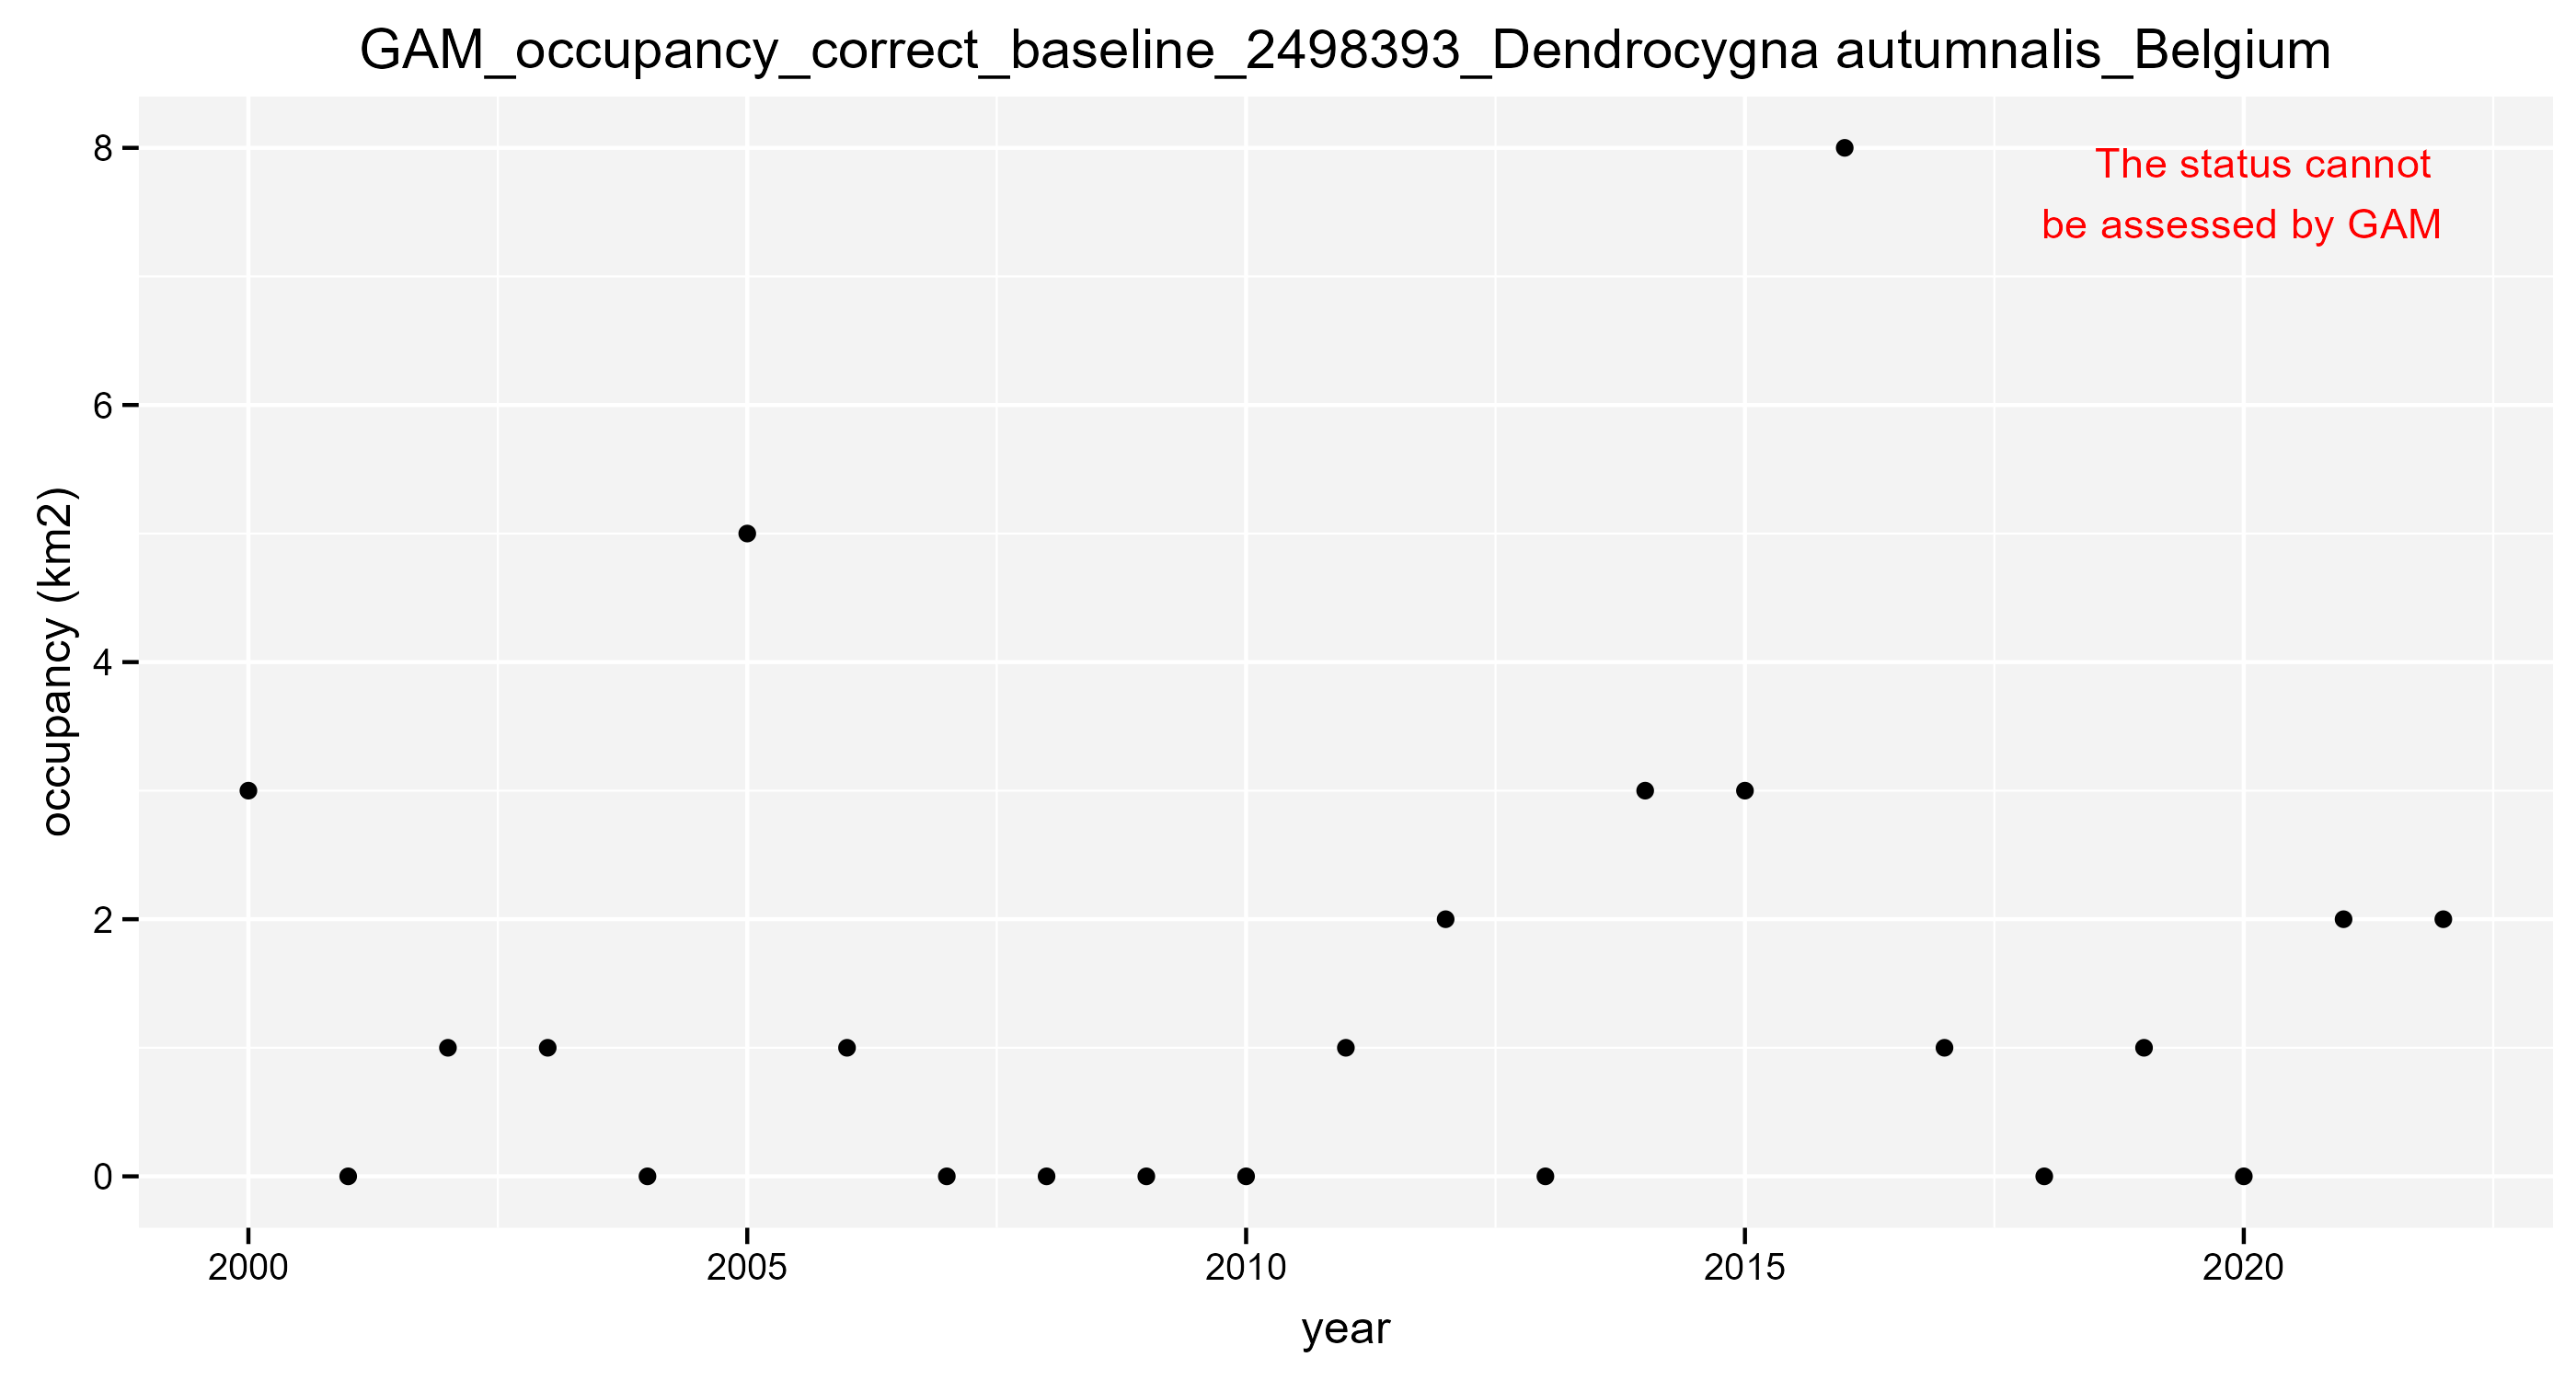 GAM_occupancy_correct_baseline_2498393_Dendrocygna autumnalis_Belgium
The status cannot
be assessed by GAM
occupancy (km2)
8
6
4
2
0
2000 2005 2010 2015 2020
year